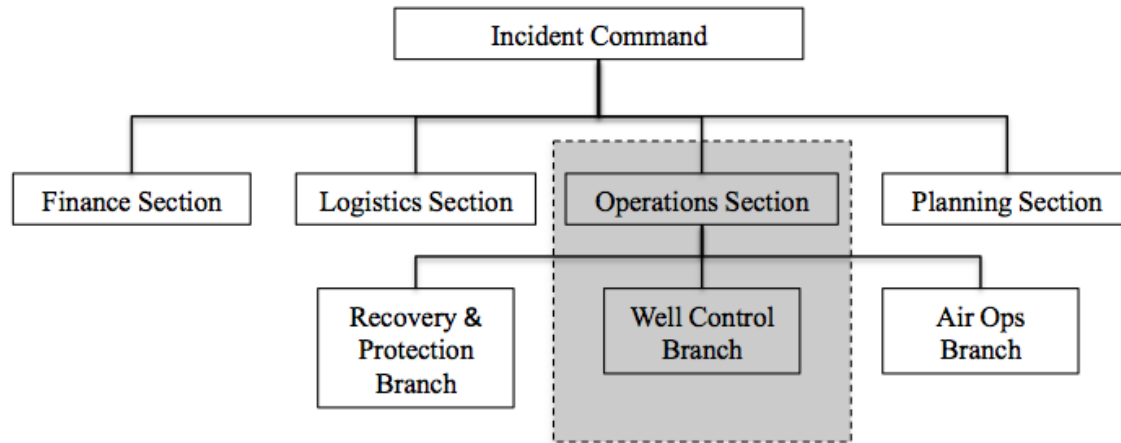 Incident Command
Finance Section
Logistics Section
Operations Section
Planning Section
Recovery &
Protection
Branch
Well Control
Branch
Air Ops
Branch